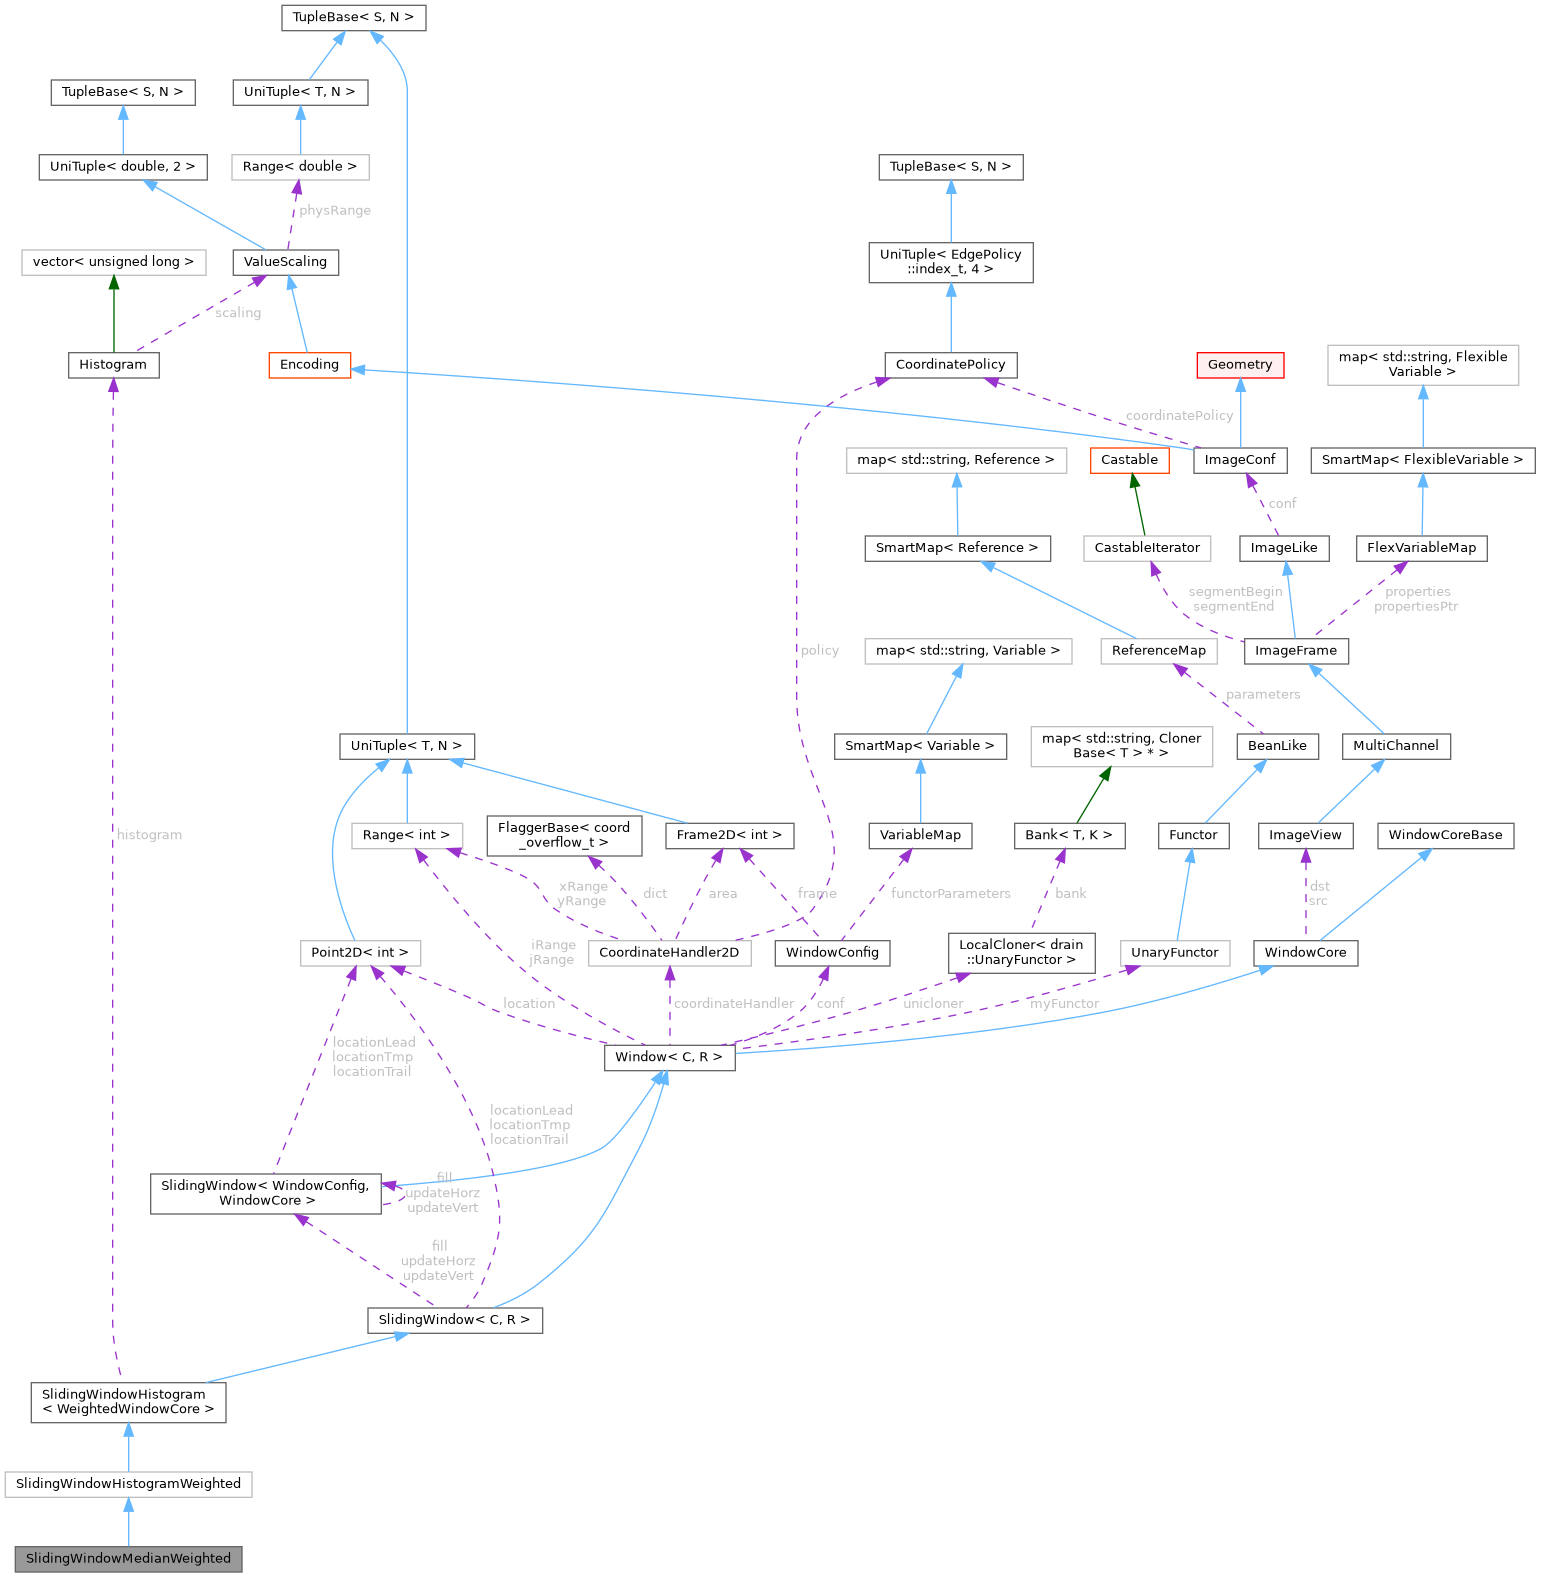 TupleBase< S, N >
TupleBase< S, N >
UniTuple< T, N >
UniTuple< double, 2 >
Range< double >
TupleBase< S, N >
physRange
vector< unsigned long >
ValueScaling
UniTuple< EdgePolicy
::index_t, 4 >
scaling
Histogram
Encoding
CoordinatePolicy
Geometry
map< std::string, Flexible
Variable >
coordinatePolicy
map< std::string, Reference >
Castable
ImageConf
SmartMap< FlexibleVariable >
conf
SmartMap< Reference >
CastableIterator
ImageLike
FlexVariableMap
segmentBegin
segmentEnd
properties
propertiesPtr
policy
map< std::string, Variable >
ReferenceMap
ImageFrame
parameters
UniTuple< T, N >
SmartMap< Variable >
map< std::string, Cloner
Base< T > * >
BeanLike
MultiChannel
histogram
Range< int >
FlaggerBase< coord
_overflow_t >
Frame2D< int >
VariableMap
Bank< T, K >
Functor
ImageView
WindowCoreBase
xRange
yRange
dict
area
frame
functorParameters
bank
dst
src
Point2D< int >
iRange
jRange
CoordinateHandler2D
WindowConfig
LocalCloner< drain
::UnaryFunctor >
UnaryFunctor
WindowCore
location
coordinateHandler
conf
unicloner
myFunctor
locationLead
locationTmp
locationTrail
Window< C, R >
locationLead
locationTmp
locationTrail
SlidingWindow< WindowConfig,
WindowCore >
fill
updateHorz
updateVert
fill
updateHorz
updateVert
SlidingWindow< C, R >
SlidingWindowHistogram
< WeightedWindowCore >
SlidingWindowHistogramWeighted
SlidingWindowMedianWeighted